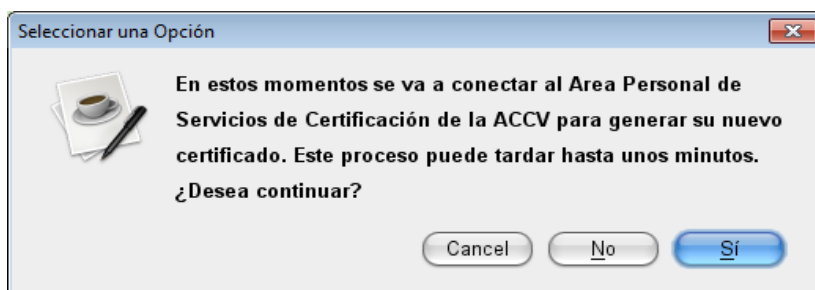 Seleccionar una Opción
En estos momentos se va a conectar al Area Personal de
Servicios de Certificación de la ACCV para generar su nuevo
certificado. Este proceso puede tardar hasta unos minutos.
¿Desea continuar?
Cancel No Sí